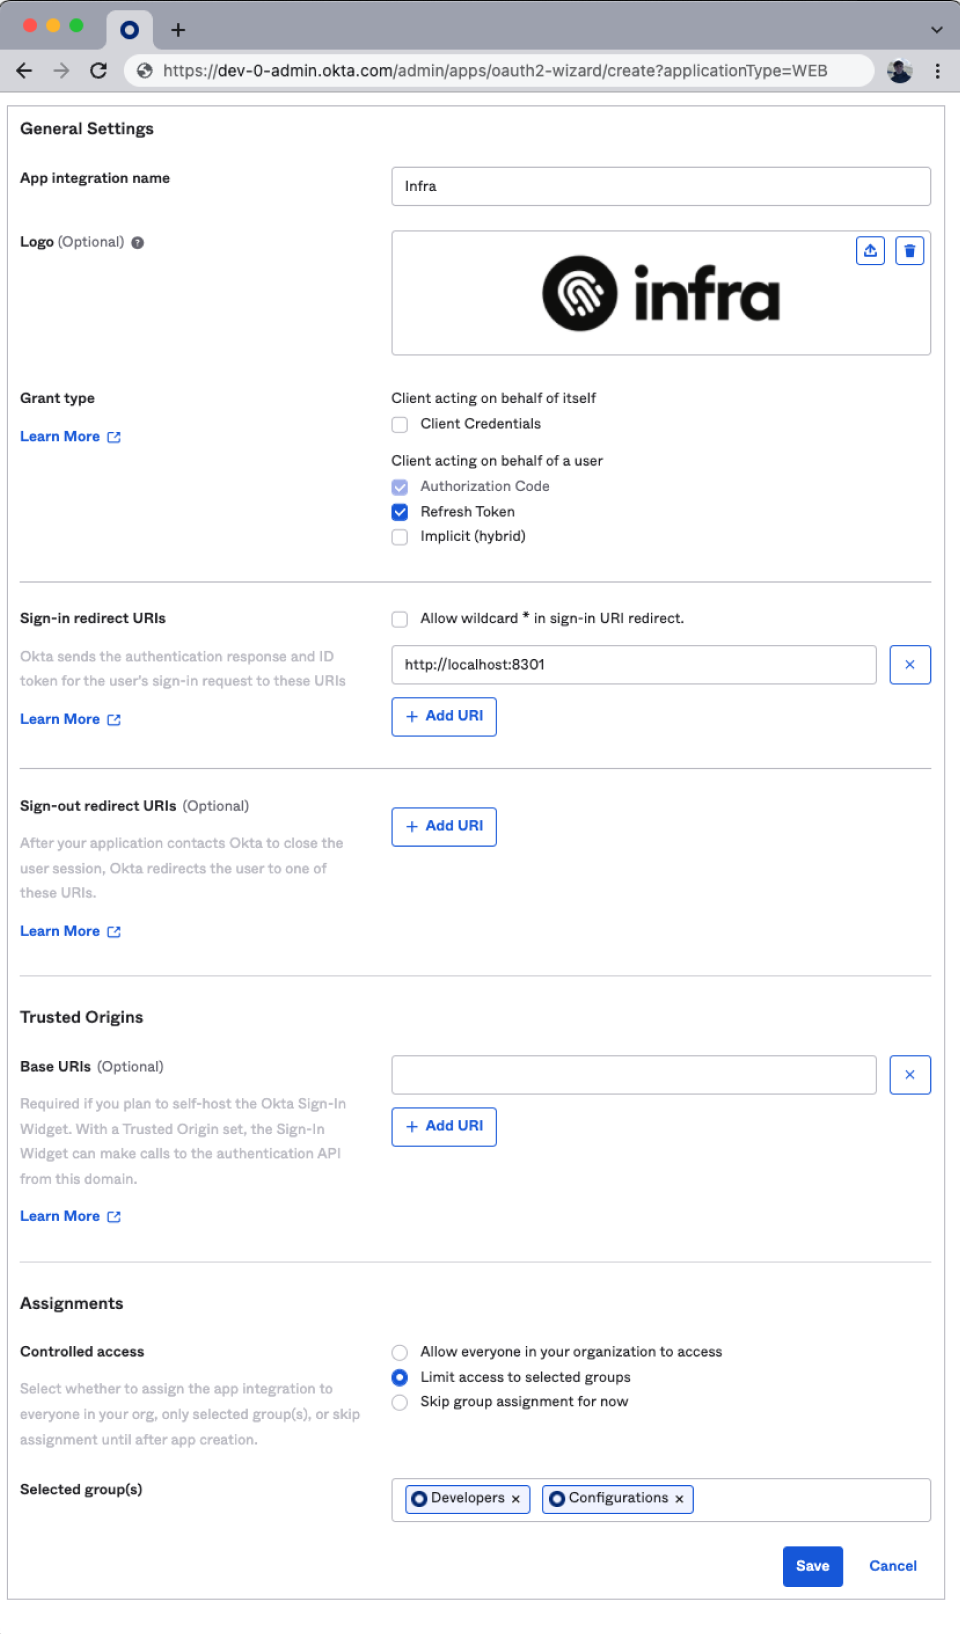 https://dev-0-admin.okta.com/admin/apps/oauth2-wizard/create?applicationType=WEB
General Settings
App integration name
Infra
Logo (Optional)
infra
Grant type
Learn More
Client acting on behalf of itself
Client Credentials
Client acting on behalf of a user
Authorization Code
Refresh Token
Implicit (hybrid)
Sign-in redirect URIs
Okta sends the authentication response and ID
token for the user's sign-in request to these URIs
Learn More
Allow wildcard * in sign-in URI redirect.
http://localhost:8301
+ Add URI
Sign-out redirect URIs (Optional)
After your application contacts Okta to close the
user session, Okta redirects the user to one of
these URIs.
Learn More
+ Add URI
Trusted Origins
Base URIs (Optional)
Required if you plan to self-host the Okta Sign-In
Widget. With a Trusted Origin set, the Sign-In
Widget can make calls to the authentication API
from this domain.
Learn More
+ Add URI
Assignments
Controlled access
Select whether to assign the app integration to
everyone in your org, only selected group(s), or skip
assignment until after app creation.
Allow everyone in your organization to access
Limit access to selected groups
Skip group assignment for now
Selected group(s)
Developers ×
Configurations ×
Save
Cancel